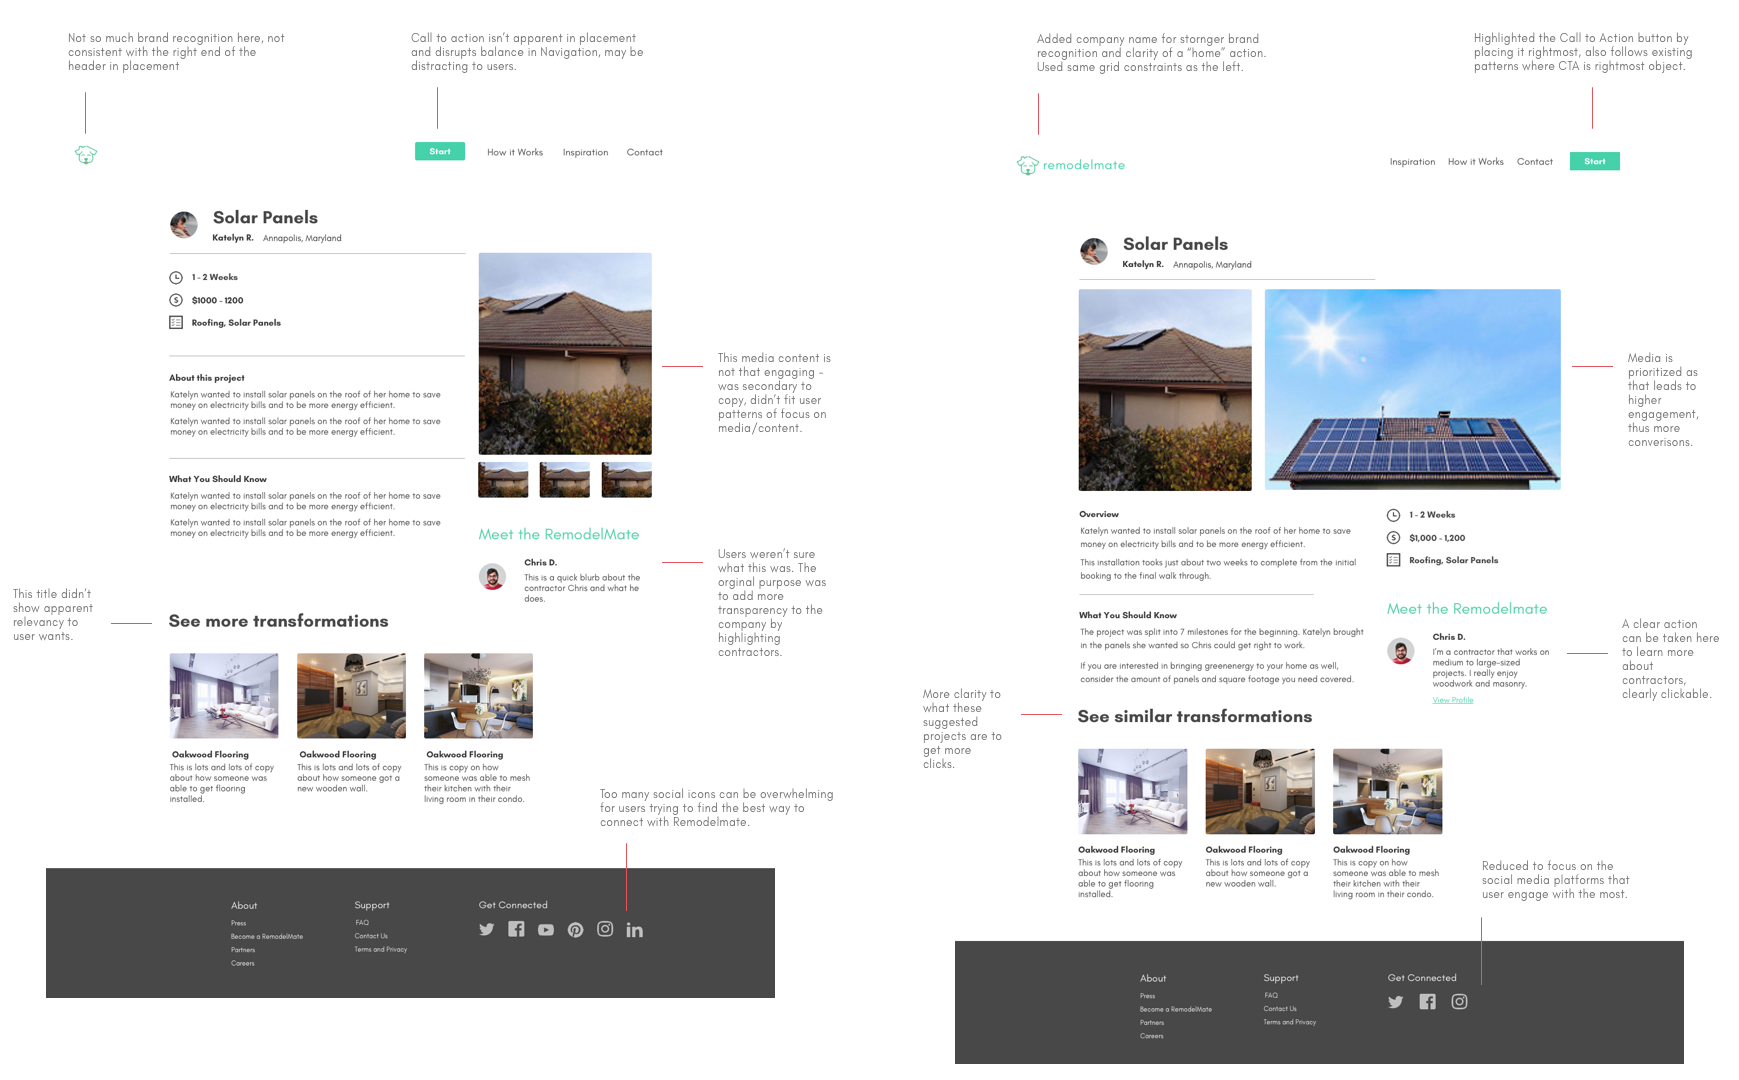 Not so much brand recognition here, not
consistent with the right end of the
header in placement
Call to action isn't apparent in placement
and disrupts balance in Navigation, may be
distracting to users.
Start
How it Works
Inspiration
Contact
Solar Panels
Katelyn R. Annapolis, Maryland
1 - 2 Weeks
$1000 - 1200
Roofing, Solar Panels
About this project
Katelyn wanted to install solar panels on the roof of her home to save
money on electricity bills and to be more energy efficient.
Katelyn wanted to install solar panels on the roof of her home to save
money on electricity bills and to be more energy efficient.
What You Should Know
Katelyn wanted to install solar panels on the roof of her home to save
money on electricity bills and to be more energy efficient.
Katelyn wanted to install solar panels on the roof of her home to save
money on electricity bills and to be more energy efficient.
This media content is
not that engaging -
was secondary to
copy, didn't fit user
patterns of focus on
media/content.
Meet the RemodelMate
Chris D.
This is a quick blurb about the
contractor Chris and what he
does.
Users weren't sure
what this was. The
orginal purpose was
to add more
transparency to the
company by
highlighting
contractors.
This title didn't
show apparent
relevancy to
user wants.
See more transformations
Oakwood Flooring
This is lots and lots of copy
about how someone was
able to get flooring
installed.
Oakwood Flooring
This is lots and lots of copy
about how someone got a
new wooden wall.
Oakwood Flooring
This is copy on how
someone was able to mesh
their kitchen with their
living room in their condo.
Too many social icons can be overwhelming
for users trying to find the best way to
connect with Remodelmate.
About
Press
Become a RemodelMate
Partners
Careers
Support
FAQ
Contact Us
Terms and Privacy
Get Connected
Added company name for stornger brand
recognition and clarity of a "home" action.
Used same grid constraints as the left.
Highlighted the Call to Action button by
placing it rightmost, also follows existing
patterns where CTA is rightmost object.
remodelmate
Inspiration
How it Works
Contact
Start
Solar Panels
Katelyn R. Annapolis, Maryland
Media is
prioritized as
that leads to
higher
engagement,
thus more
converisons.
Overview
Katelyn wanted to install solar panels on the roof of her home to save
money on electricity bills and to be more energy efficient.
This installation tooks just about two weeks to complete from the initial
booking to the final walk through.
What You Should Know
The project was split into 7 milestones for the beginning. Katelyn brought
in the panels she wanted so Chris could get right to work.
If you are interested in bringing greenenergy to your home as well,
consider the amount of panels and square footage you need covered.
1 - 2 Weeks
$1,000 - 1,200
Roofing, Solar Panels
Meet the Remodelmate
Chris D.
I'm a contractor that works on
medium to large-sized
projects. I really enjoy
woodwork and masonry.
View Profile
A clear action
can be taken here
to learn more
about
contractors,
clearly clickable.
More clarity to
what these
suggested
projects are to
get more
clicks.
See similar transformations
Oakwood Flooring
This is lots and lots of copy
about how someone was
able to get flooring
installed.
Oakwood Flooring
This is lots and lots of copy
about how someone got a
new wooden wall.
Oakwood Flooring
This is copy on how
someone was able to mesh
their kitchen with their
living room in their condo.
Reduced to focus on the
social media platforms that
user engage with the most.
About
Press
Become a RemodelMate
Partners
Careers
Support
FAQ
Contact Us
Terms and Privacy
Get Connected